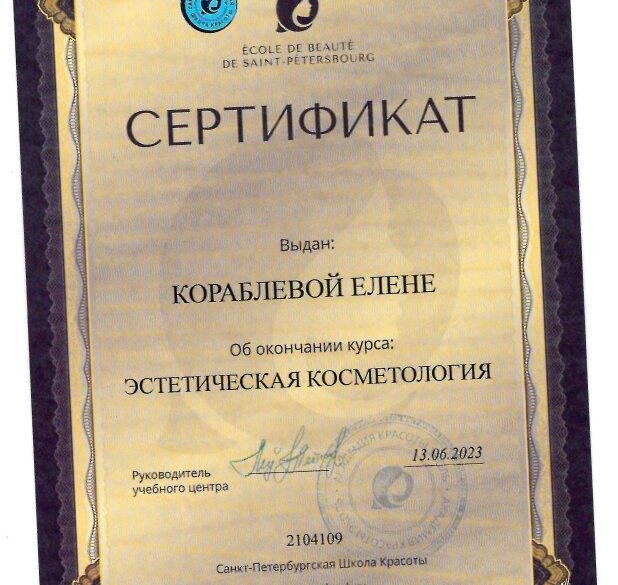 ÉCOLE DE BEAUTÉ
DE SAINT-PÉTERSBOURG
СЕРТИФИКАТ
Выдан:
КОРАБЛЕВОЙ ЕЛЕНЕ
Об окончании курса:
ЭСТЕТИЧЕСКАЯ КОСМЕТОЛОГИЯ
Руководитель
учебного центра
13.06.2023
2104109
Санкт-Петербургская Школа Красоты